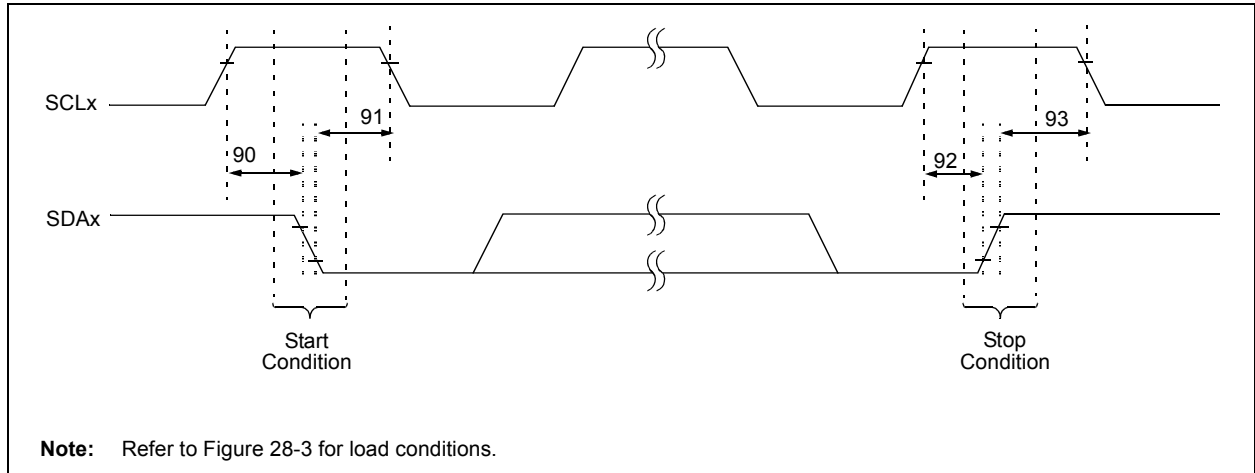 SCLx
91
93
90
92
SDAx
Start
Condition
Stop
Condition
Note: Refer to Figure 28-3 for load conditions.